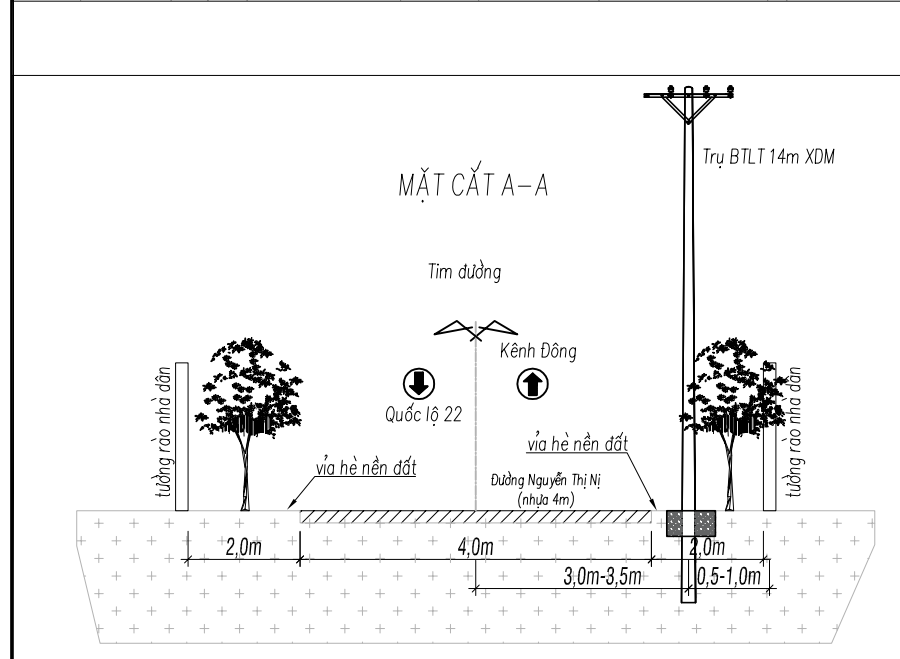 Trụ BTLT 14m XDM
MẶT CẮT A-A
Tim đường
Kênh Đông
Quốc lộ 22
tường rào nhà dân
tường rào nhà dân
vỉa hè nền đất
vỉa hè nền đất
Đường Nguyễn Thị Nị
(nhựa 4m)
2,0m
4,0m
2,0m
3,0m-3,5m
0,5-1,0m